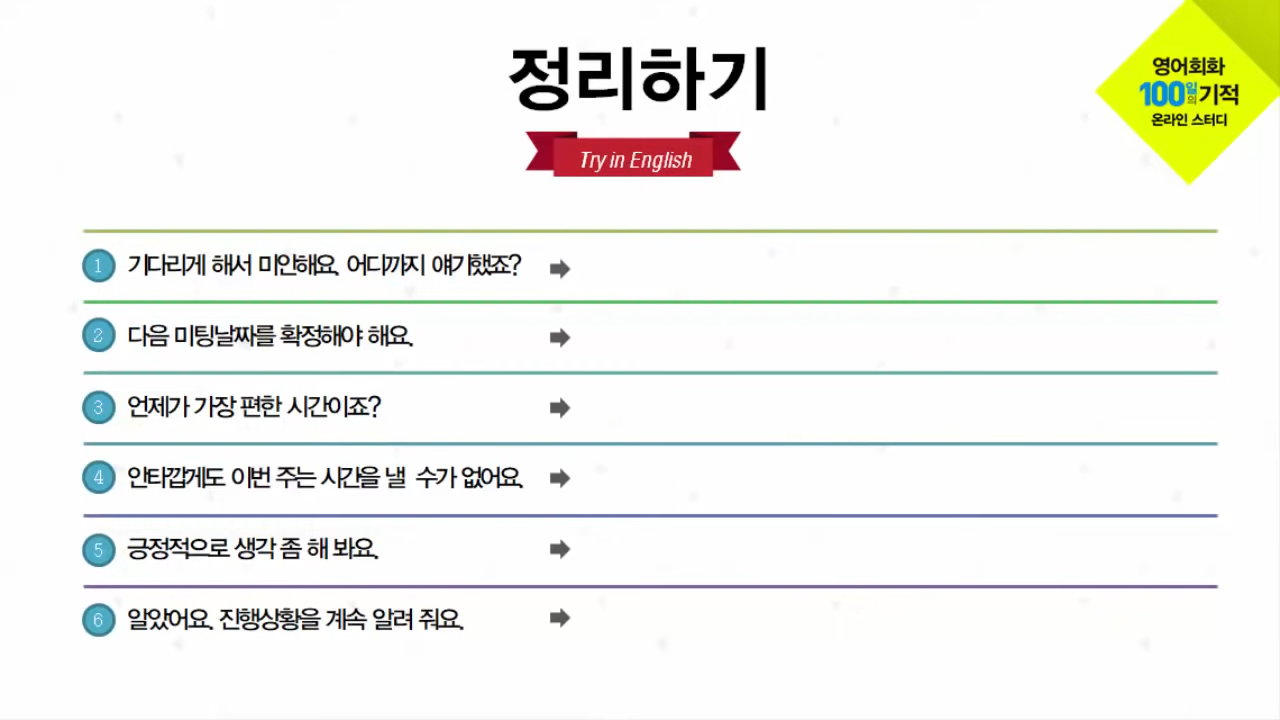 정리하기
영어회화
100일의 기적
온라인 스터디
Try in English
1 기다리게 해서 미안해요. 어디까지 얘기했죠? ➡
2 다음 미팅날짜를 확정해야 해요. ➡
3 언제가 가장 편한 시간이죠? ➡
4 안타깝게도 이번 주는 시간을 낼 수가 없어요. ➡
5 긍정적으로 생각 좀 해 봐요. ➡
6 알았어요. 진행상황을 계속 알려 줘요. ➡